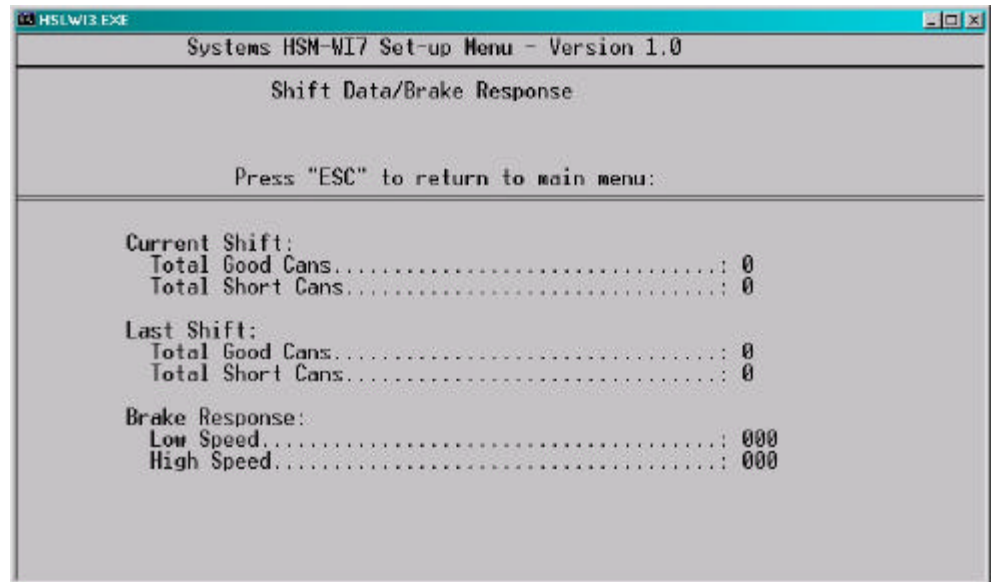 HSLWI3.EXE
Systems HSM-WI7 Set-up Menu - Version 1.0
Shift Data/Brake Response
Press "ESC" to return to main menu:
Current Shift:
Total Good Cans................................: 0
Total Short Cans...............................: 0
Last Shift:
Total Good Cans................................: 0
Total Short Cans...............................: 0
Brake Response:
Low Speed......................................: 000
High Speed.....................................: 000